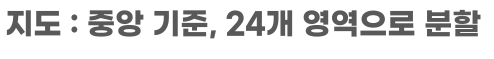 지도 : 중앙 기준, 24개 영역으로 분할